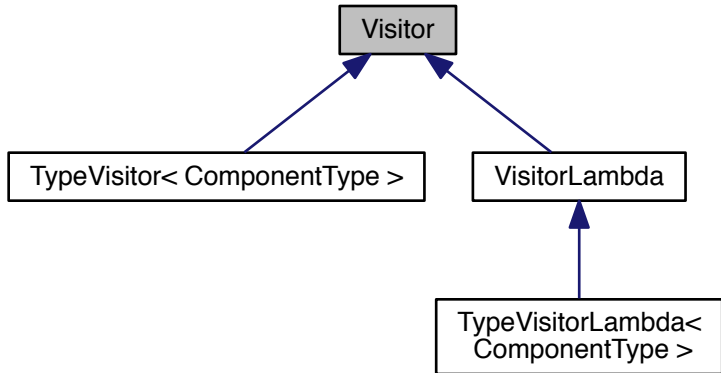 Visitor
TypeVisitor< ComponentType >
VisitorLambda
TypeVisitorLambda<
ComponentType >